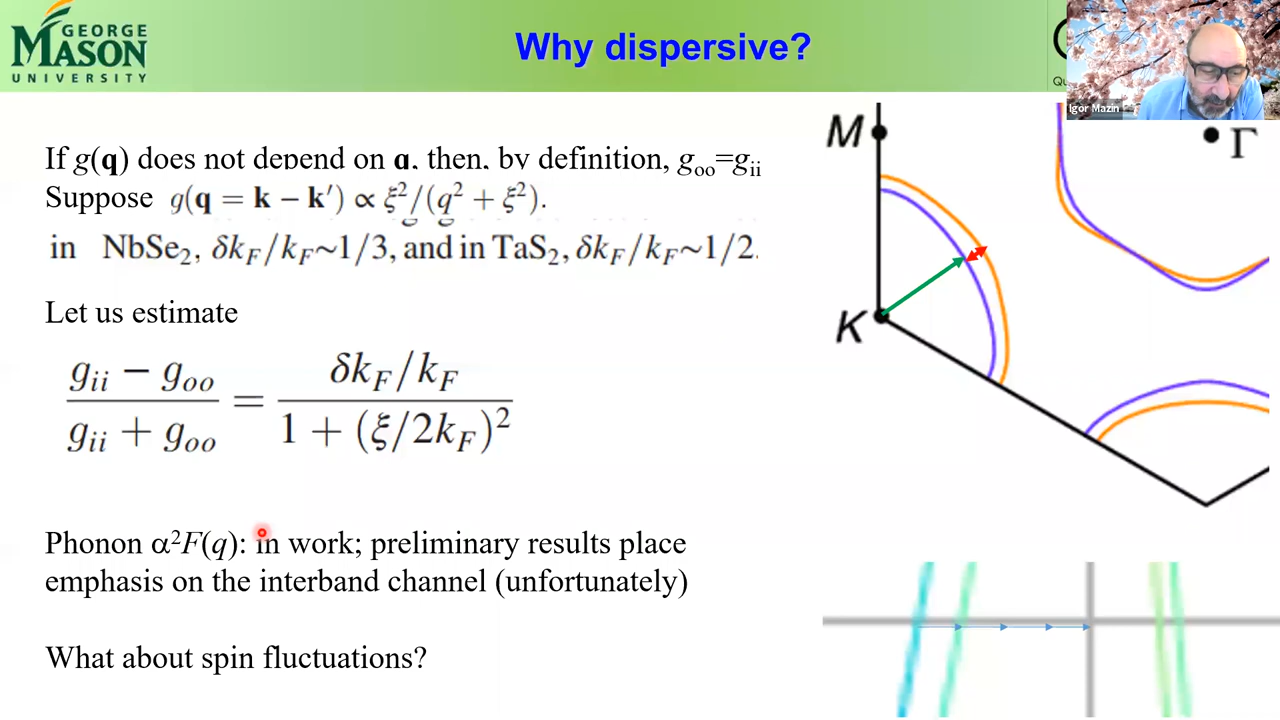 GEORGE
MASON
UNIVERSITY
Why dispersive?
Qu
Igor Mazin
If g(q) does not depend on q, then, by definition, g_oo=g_ii
Suppose g(q = k − k′) ∝ ξ²/(q² + ξ²).
in NbSe₂, δk_F/k_F~1/3, and in TaS₂, δk_F/k_F~1/2.
Let us estimate
(g_ii − g_oo)/(g_ii + g_oo) = (δk_F/k_F)/(1 + (ξ/2k_F)²)
Phonon α²F(q): in work; preliminary results place
emphasis on the interband channel (unfortunately)
What about spin fluctuations?
M
Γ
K